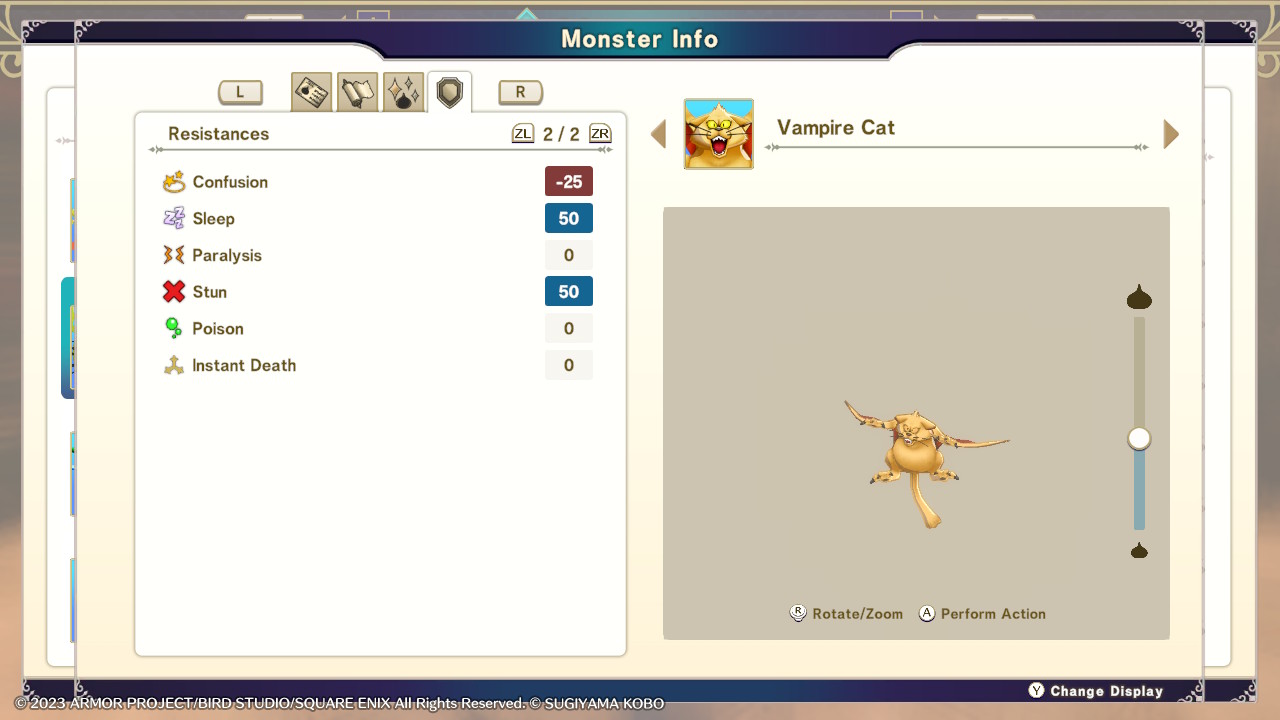 Monster Info
L
R
Resistances
ZL 2 / 2 ZR
Vampire Cat
Confusion -25
Sleep 50
Paralysis 0
Stun 50
Poison 0
Instant Death 0
R Rotate/Zoom A Perform Action
Y Change Display
© 2023 ARMOR PROJECT/BIRD STUDIO/SQUARE ENIX All Rights Reserved. © SUGIYAMA KOBO